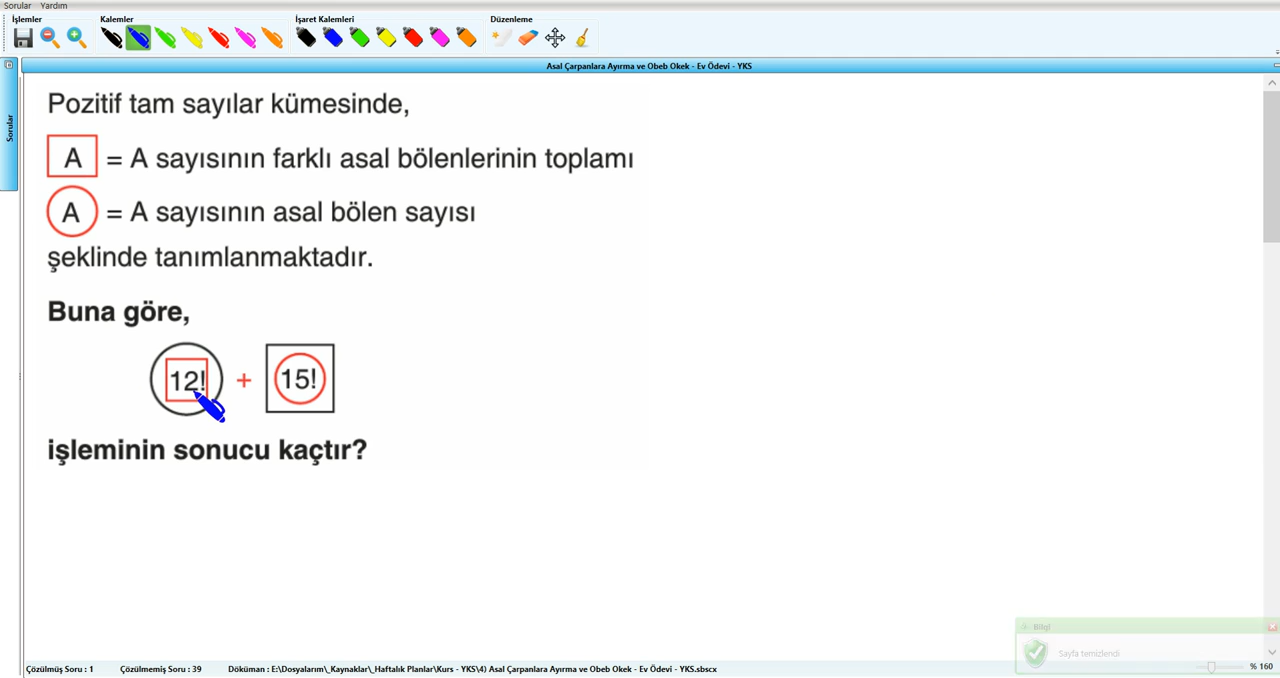 Sorular Yardım
İşlemler Kalemler İşaret Kalemleri Düzenleme
Asal Çarpanlara Ayırma ve Obeb Okek - Ev Ödevi - YKS
Sorular
Pozitif tam sayılar kümesinde,
A = A sayısının farklı asal bölenlerinin toplamı
A = A sayısının asal bölen sayısı
şeklinde tanımlanmaktadır.
Buna göre,
12! + 15!
işleminin sonucu kaçtır?
Bilgi
Sayfa temizlendi
Çözülmüş Soru : 1 Çözülmemiş Soru : 39 Döküman : E:\Dosyalarım\_Kaynaklar\_Haftalık Planlar\Kurs - YKS\4) Asal Çarpanlara Ayırma ve Obeb Okek - Ev Ödevi - YKS.sbscx % 160